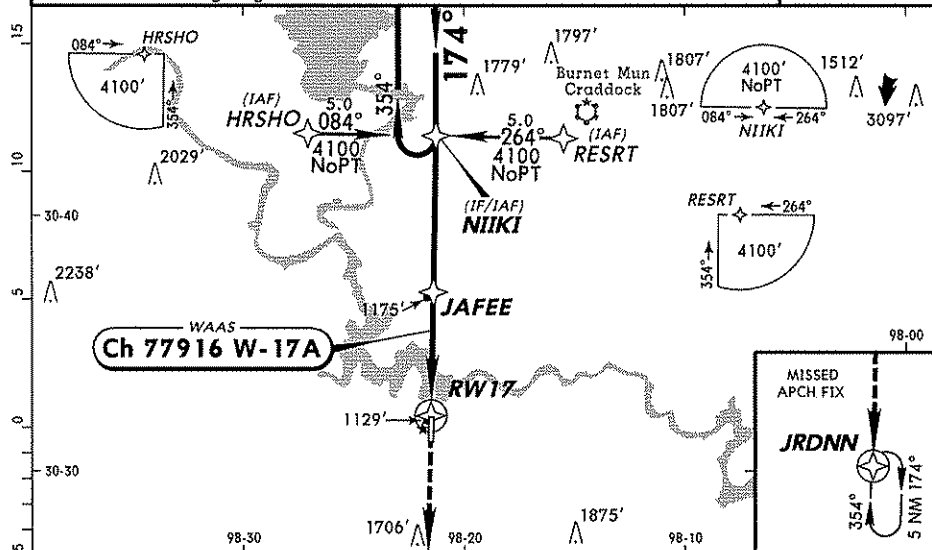 15
084°
HRSHO
4100'
354°
(IAF)
HRSHO
5.0
084°
4100
NoPT
354°
174°
1779'
1797'
Burnet Mun
Craddock
1807'
1807'
4100'
NoPT
084°
264°
NIIKI
1512'
3097'
5.0
264°
4100
NoPT
(IAF)
RESRT
10
2029'
(IF/IAF)
NIIKI
30-40
RESRT
264°
4100'
354°
2238'
5
1175'
JAFEE
WAAS
Ch 77916 W-17A
98-00
RW17
1129'
0
MISSED
APCH FIX
JRDNN
354°
5 NM 174°
30-30
1706'
1875'
5
98-30
98-20
98-10